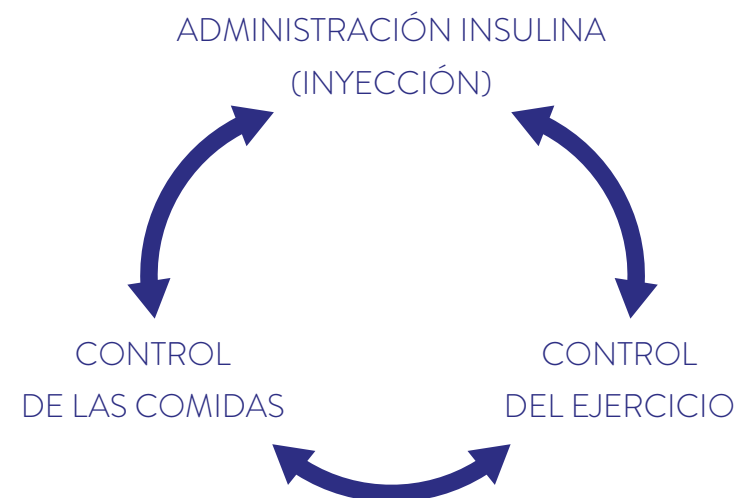 ADMINISTRACIÓN INSULINA
(INYECCIÓN)
CONTROL
DE LAS COMIDAS
CONTROL
DEL EJERCICIO